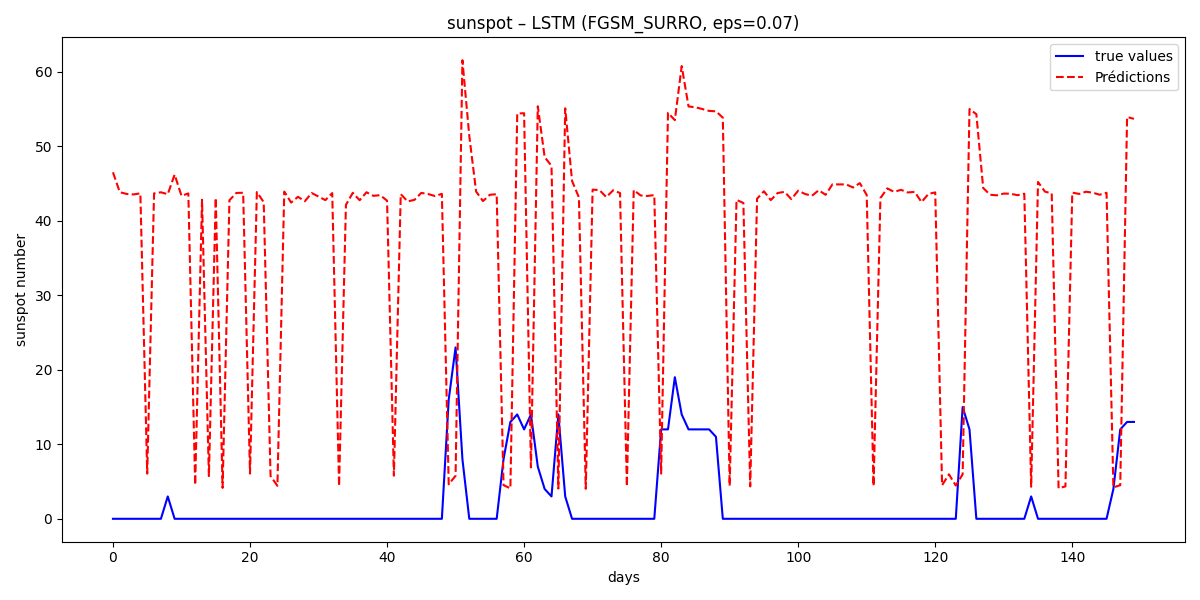 sunspot – LSTM (FGSM_SURRO, eps=0.07)
true values
Prédictions
sunspot number
60
50
40
30
20
10
0
0 20 40 60 80 100 120 140
days